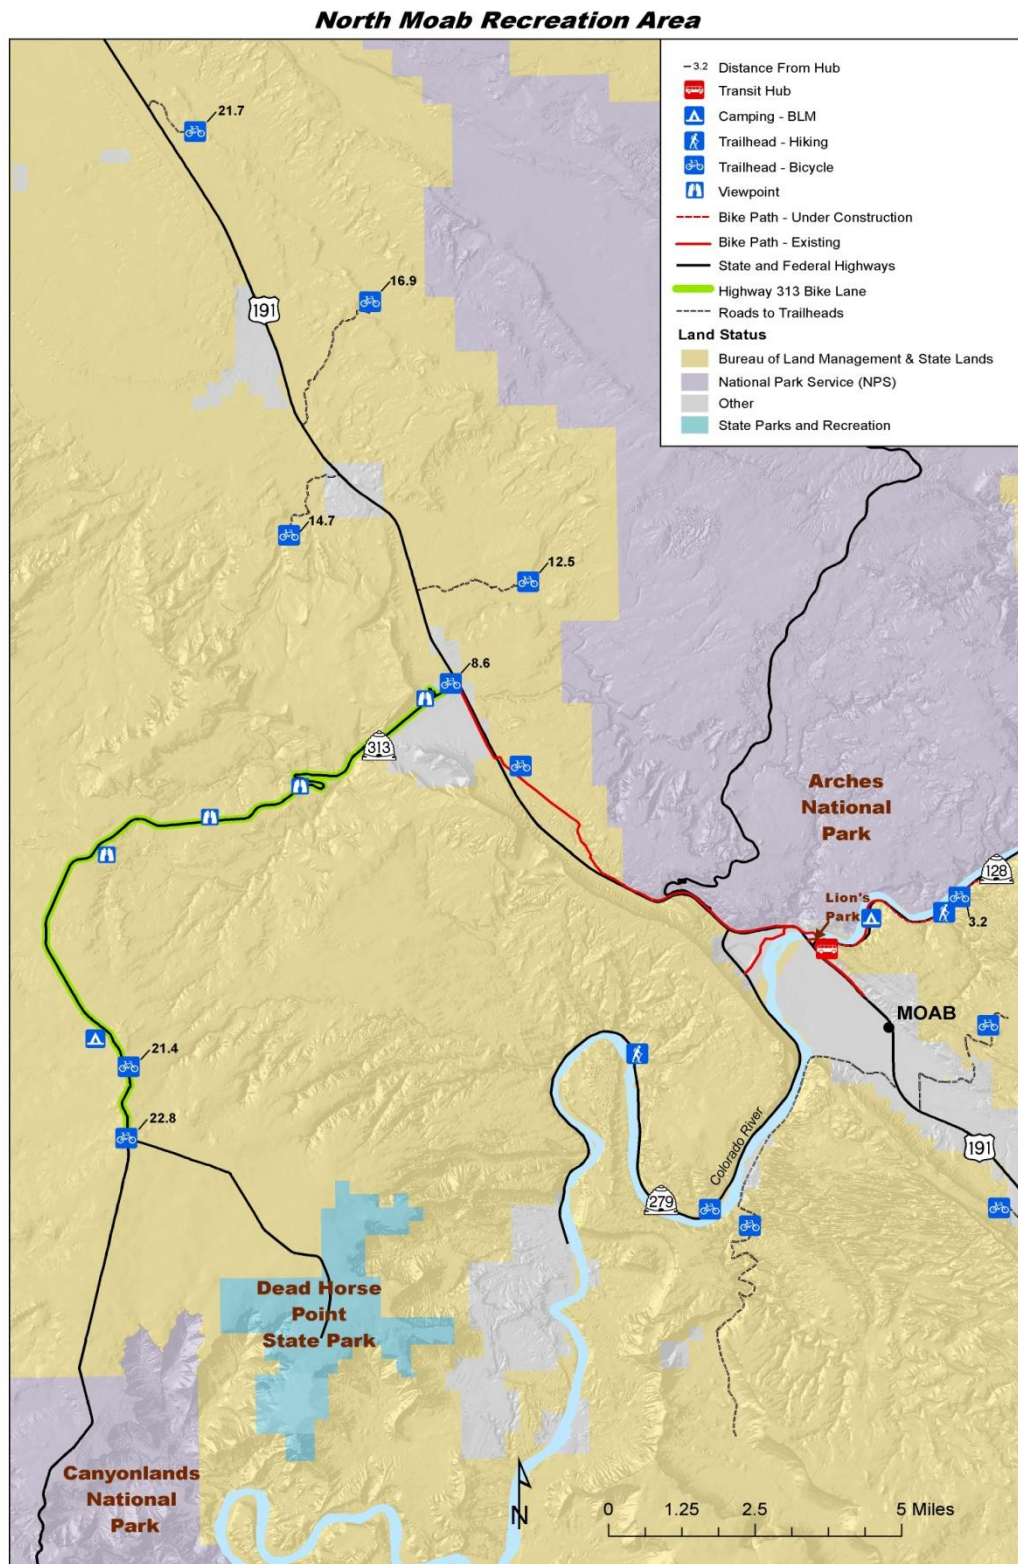 North Moab Recreation Area
3.2 Distance From Hub
Transit Hub
Camping - BLM
Trailhead - Hiking
Trailhead - Bicycle
Viewpoint
Bike Path - Under Construction
Bike Path - Existing
State and Federal Highways
Highway 313 Bike Lane
Roads to Trailheads
Land Status
Bureau of Land Management & State Lands
National Park Service (NPS)
Other
State Parks and Recreation
21.7
16.9
191
14.7
12.5
8.6
313
Arches
National
Park
128
Lion's
Park
3.2
MOAB
21.4
22.8
Colorado River
191
279
Dead Horse
Point
State Park
Canyonlands
National
Park
N
0 1.25 2.5 5 Miles